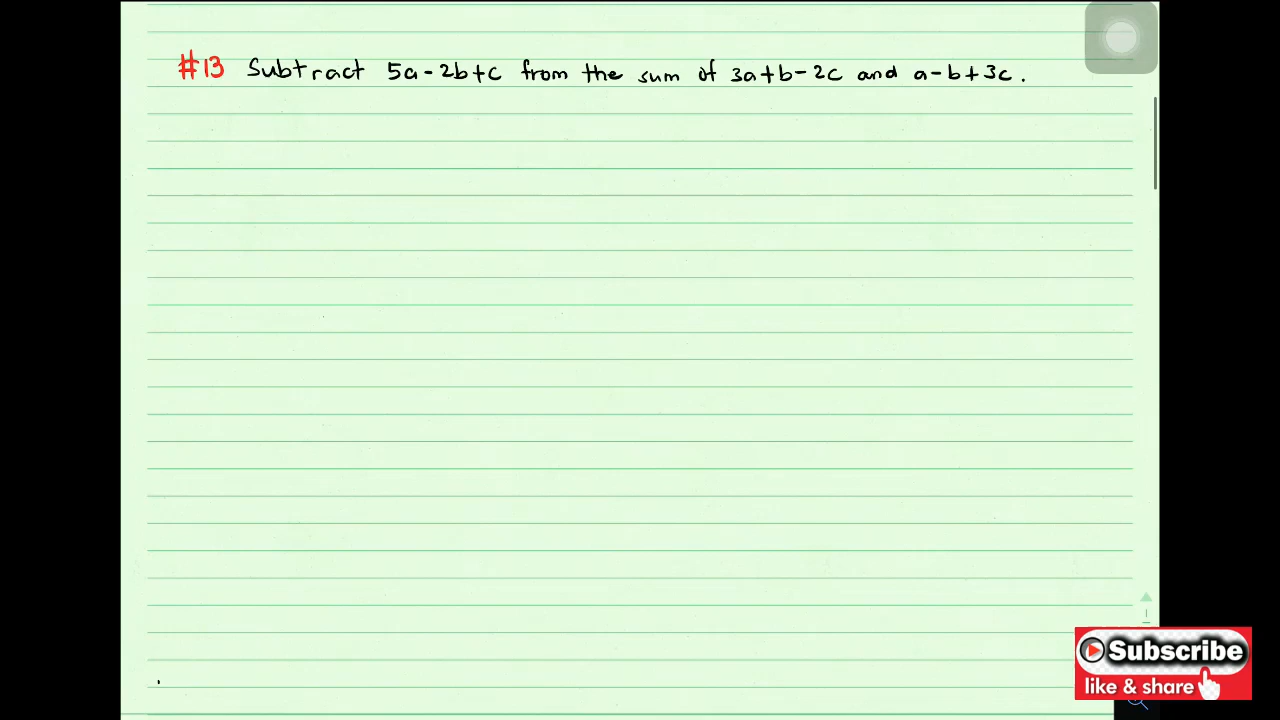 #13 Subtract 5a-2b+c from the sum of 3a+b-2c and a-b+3c.
Subscribe
like & share